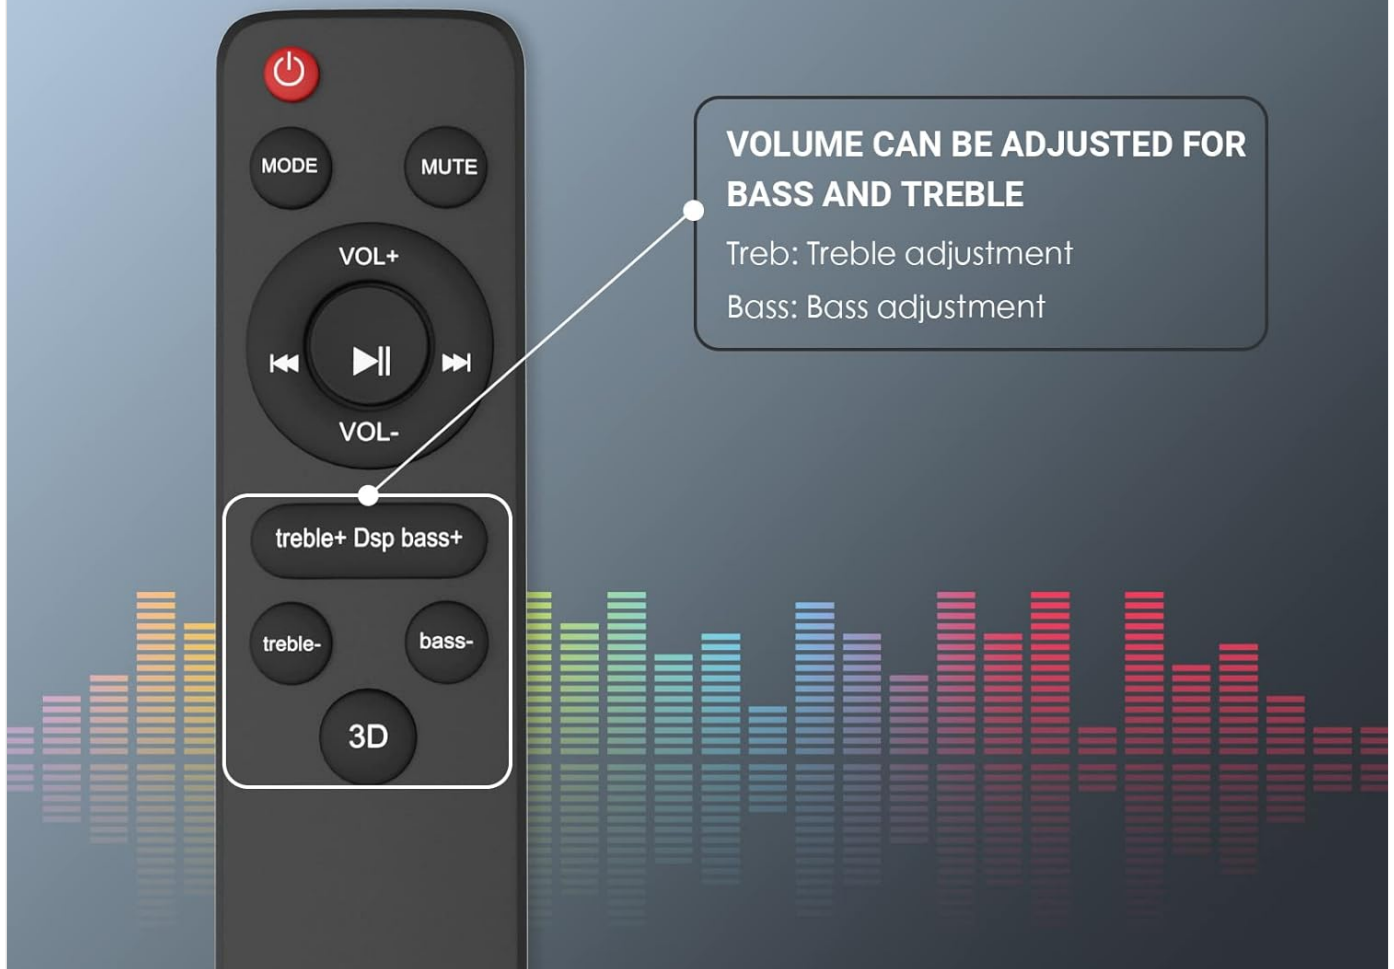 MODE
MUTE
VOL+
VOL-
treble+ Dsp bass+
treble-
bass-
3D
VOLUME CAN BE ADJUSTED FOR
BASS AND TREBLE
Treb: Treble adjustment
Bass: Bass adjustment